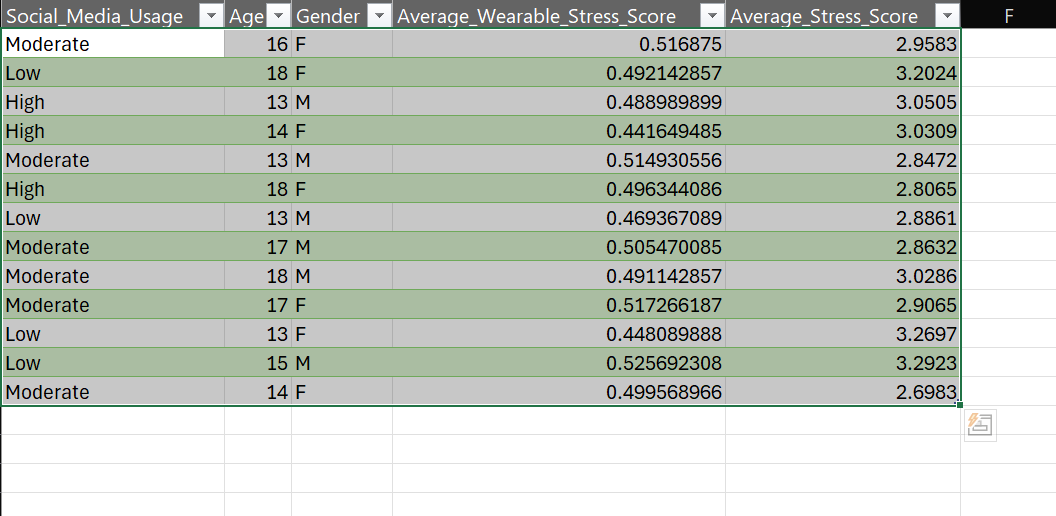 Social_Media_Usage Age Gender Average_Wearable_Stress_Score Average_Stress_Score F
Moderate 16 F 0.516875 2.9583
Low 18 F 0.492142857 3.2024
High 13 M 0.488989899 3.0505
High 14 F 0.441649485 3.0309
Moderate 13 M 0.514930556 2.8472
High 18 F 0.496344086 2.8065
Low 13 M 0.469367089 2.8861
Moderate 17 M 0.505470085 2.8632
Moderate 18 M 0.491142857 3.0286
Moderate 17 F 0.517266187 2.9065
Low 13 F 0.448089888 3.2697
Low 15 M 0.525692308 3.2923
Moderate 14 F 0.499568966 2.6983